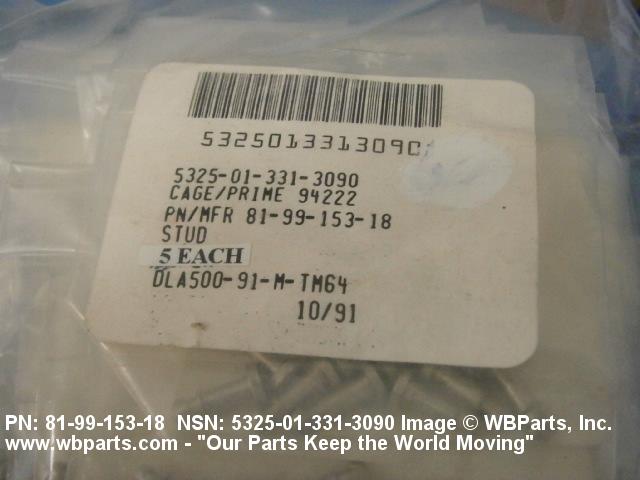 5325013313090
5325-01-331-3090
CAGE/PRIME 94222
PN/MFR 81-99-153-18
STUD
5 EACH
DLA500-91-M-TM64
10/91
PN: 81-99-153-18 NSN: 5325-01-331-3090 Image © WBParts, Inc.
www.wbparts.com - "Our Parts Keep the World Moving"